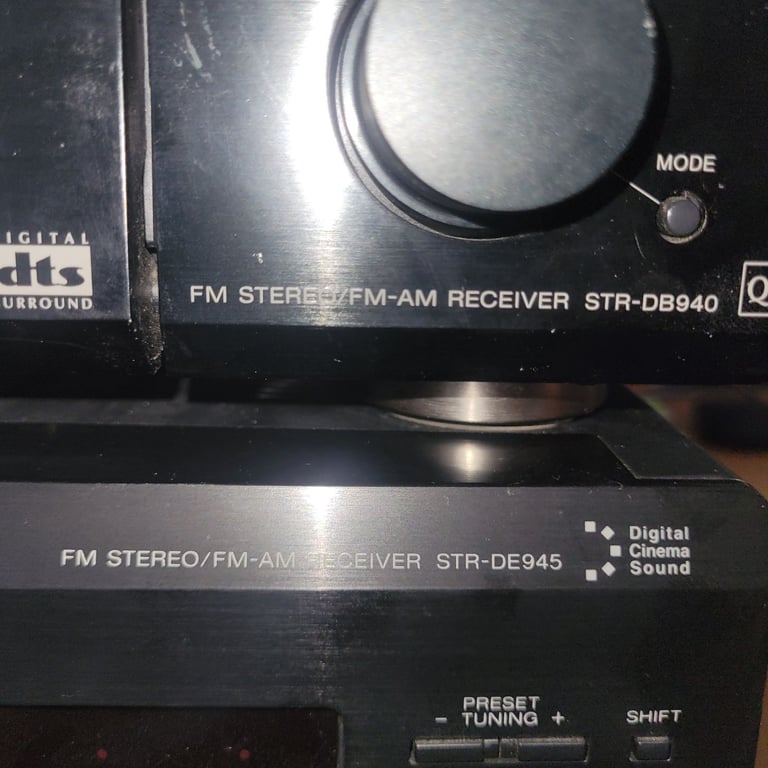 MODE
DIGITAL
dts
SURROUND
FM STEREO/FM-AM RECEIVER STR-DB940
Q
FM STEREO/FM-AM RECEIVER STR-DE945
Digital
Cinema
Sound
PRESET
- TUNING +
SHIFT